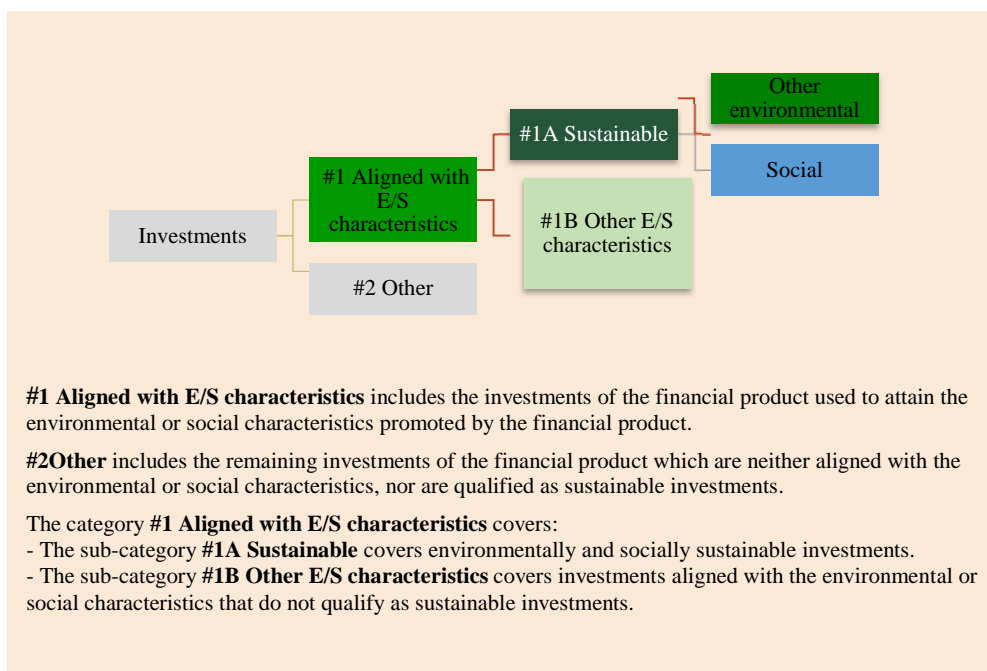 Other
environmental
#1A Sustainable
Social
#1 Aligned with
E/S
characteristics
#1B Other E/S
characteristics
Investments
#2 Other
#1 Aligned with E/S characteristics includes the investments of the financial product used to attain the
environmental or social characteristics promoted by the financial product.
#2Other includes the remaining investments of the financial product which are neither aligned with the
environmental or social characteristics, nor are qualified as sustainable investments.
The category #1 Aligned with E/S characteristics covers:
- The sub-category #1A Sustainable covers environmentally and socially sustainable investments.
- The sub-category #1B Other E/S characteristics covers investments aligned with the environmental or
social characteristics that do not qualify as sustainable investments.